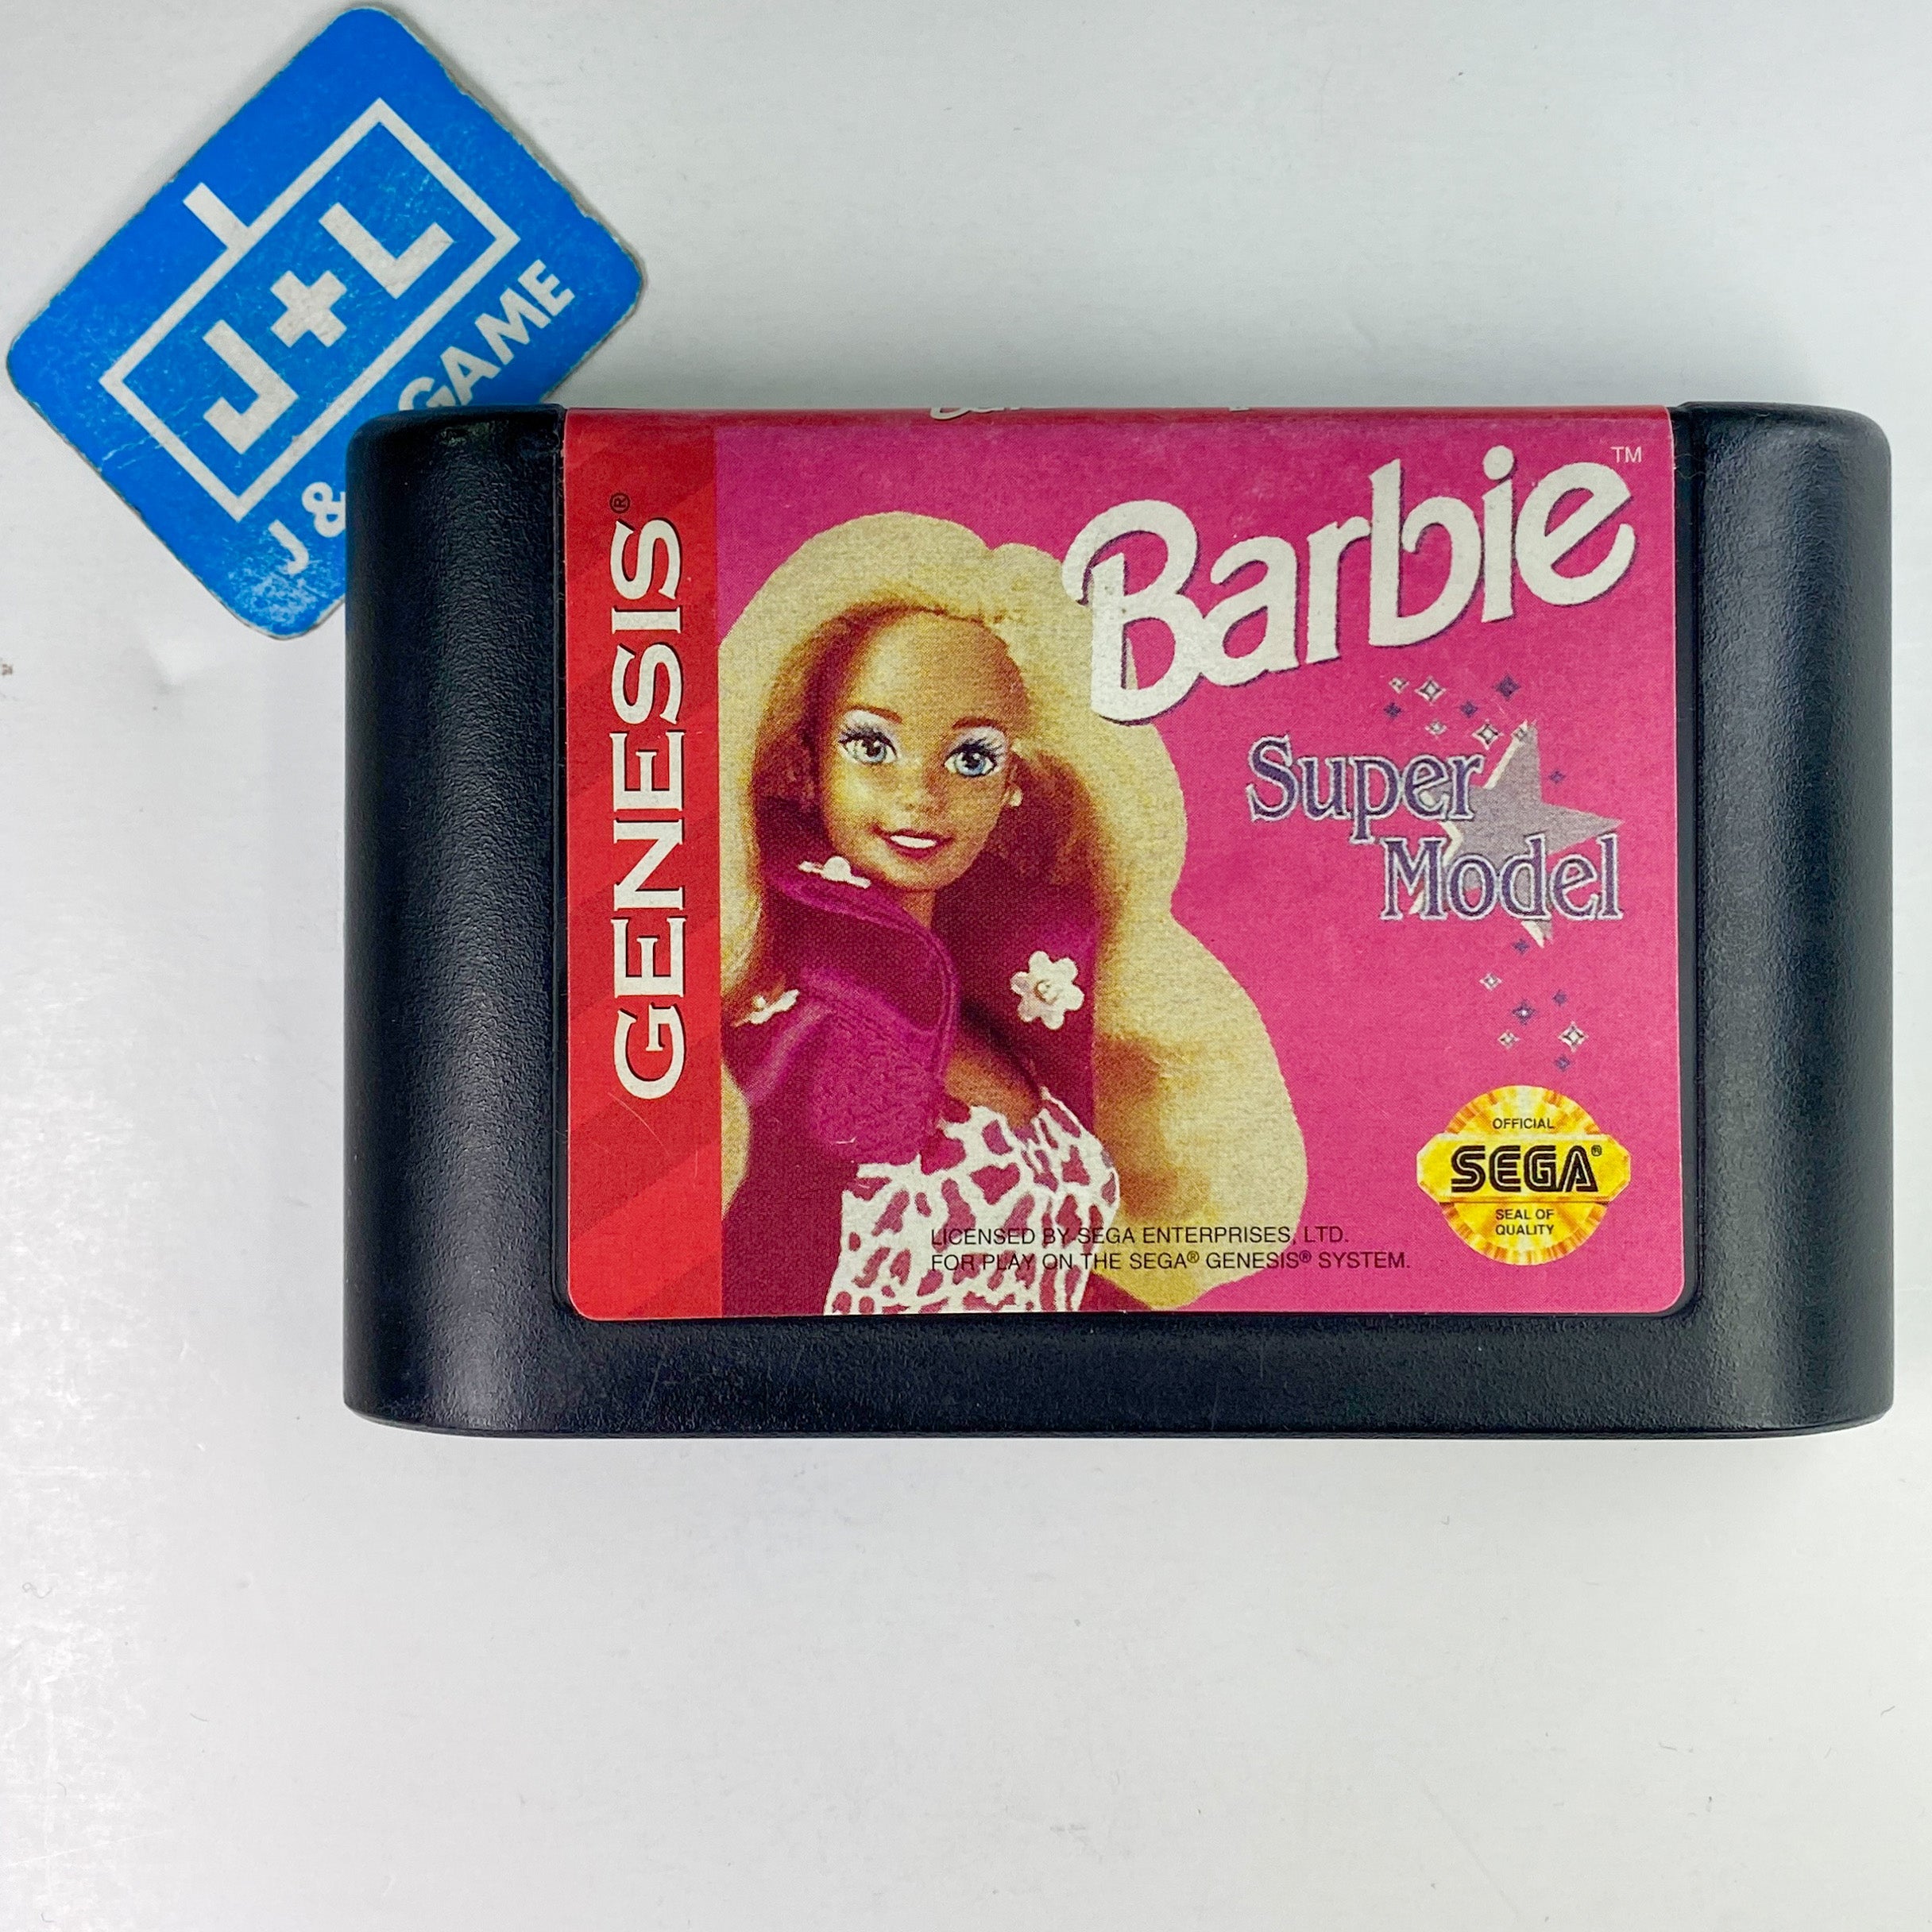 J+L
J & GAME
GENESIS®
Barbie™
Super
Model
OFFICIAL
SEGA®
SEAL OF
QUALITY
LICENSED BY SEGA ENTERPRISES, LTD.
FOR PLAY ON THE SEGA® GENESIS® SYSTEM.